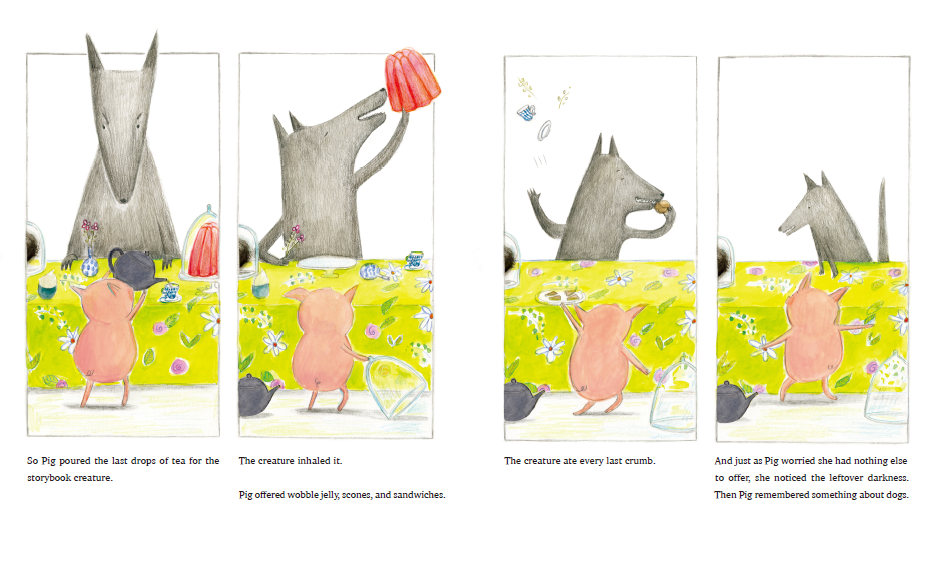 So Pig poured the last drops of tea for the
storybook creature.
The creature inhaled it.
Pig offered wobble jelly, scones, and sandwiches.
The creature ate every last crumb.
And just as Pig worried she had nothing else
to offer, she noticed the leftover darkness.
Then Pig remembered something about dogs.